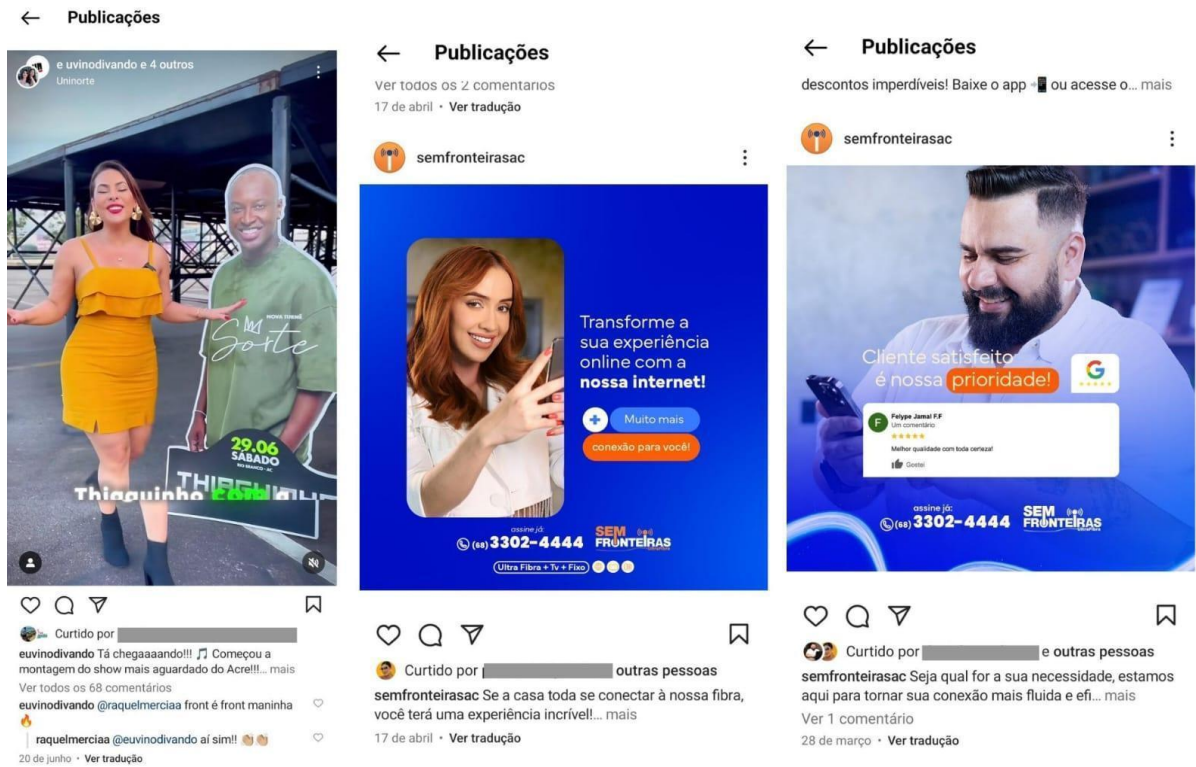 Publicações
e uvinodivando e 4 outros
Uninorte
NOVA TURNÊ
Sorte
29.06
SÁBADO
RIO BRANCO - AC
THIAGUINHO
Thiaguinho com a
Curtido por
euvinodivando Tá chegaaaando!!! 🎵 Começou a
montagem do show mais aguardado do Acre!!!... mais
Ver todos os 68 comentários
euvinodivando @raquelmerciaa front é front maninha
🔥
raquelmerciaa @euvinodivando aí sim!! 👏🏼👏🏼
20 de junho • Ver tradução
Publicações
Ver todos os 2 comentários
17 de abril • Ver tradução
semfronteirasac
Transforme a
sua experiência
online com a
nossa internet!
+ Muito mais
conexão para você!
assine já:
(68) 3302-4444
SEM
FRONTEIRAS
Ultra Fibra + Tv + Fixo
Curtido por outras pessoas
semfronteirasac Se a casa toda se conectar à nossa fibra,
você terá uma experiência incrível!... mais
17 de abril • Ver tradução
Publicações
descontos imperdíveis! Baixe o app 📲 ou acesse o... mais
semfronteirasac
Cliente satisfeito
é nossa prioridade!
G
F
Felype Jamal F.F
Um comentário
Melhor qualidade com toda certeza!
Gostei
assine já:
(68) 3302-4444
SEM
FRONTEIRAS
Curtido por e outras pessoas
semfronteirasac Seja qual for a sua necessidade, estamos
aqui para tornar sua conexão mais fluida e efi... mais
Ver 1 comentário
28 de março • Ver tradução